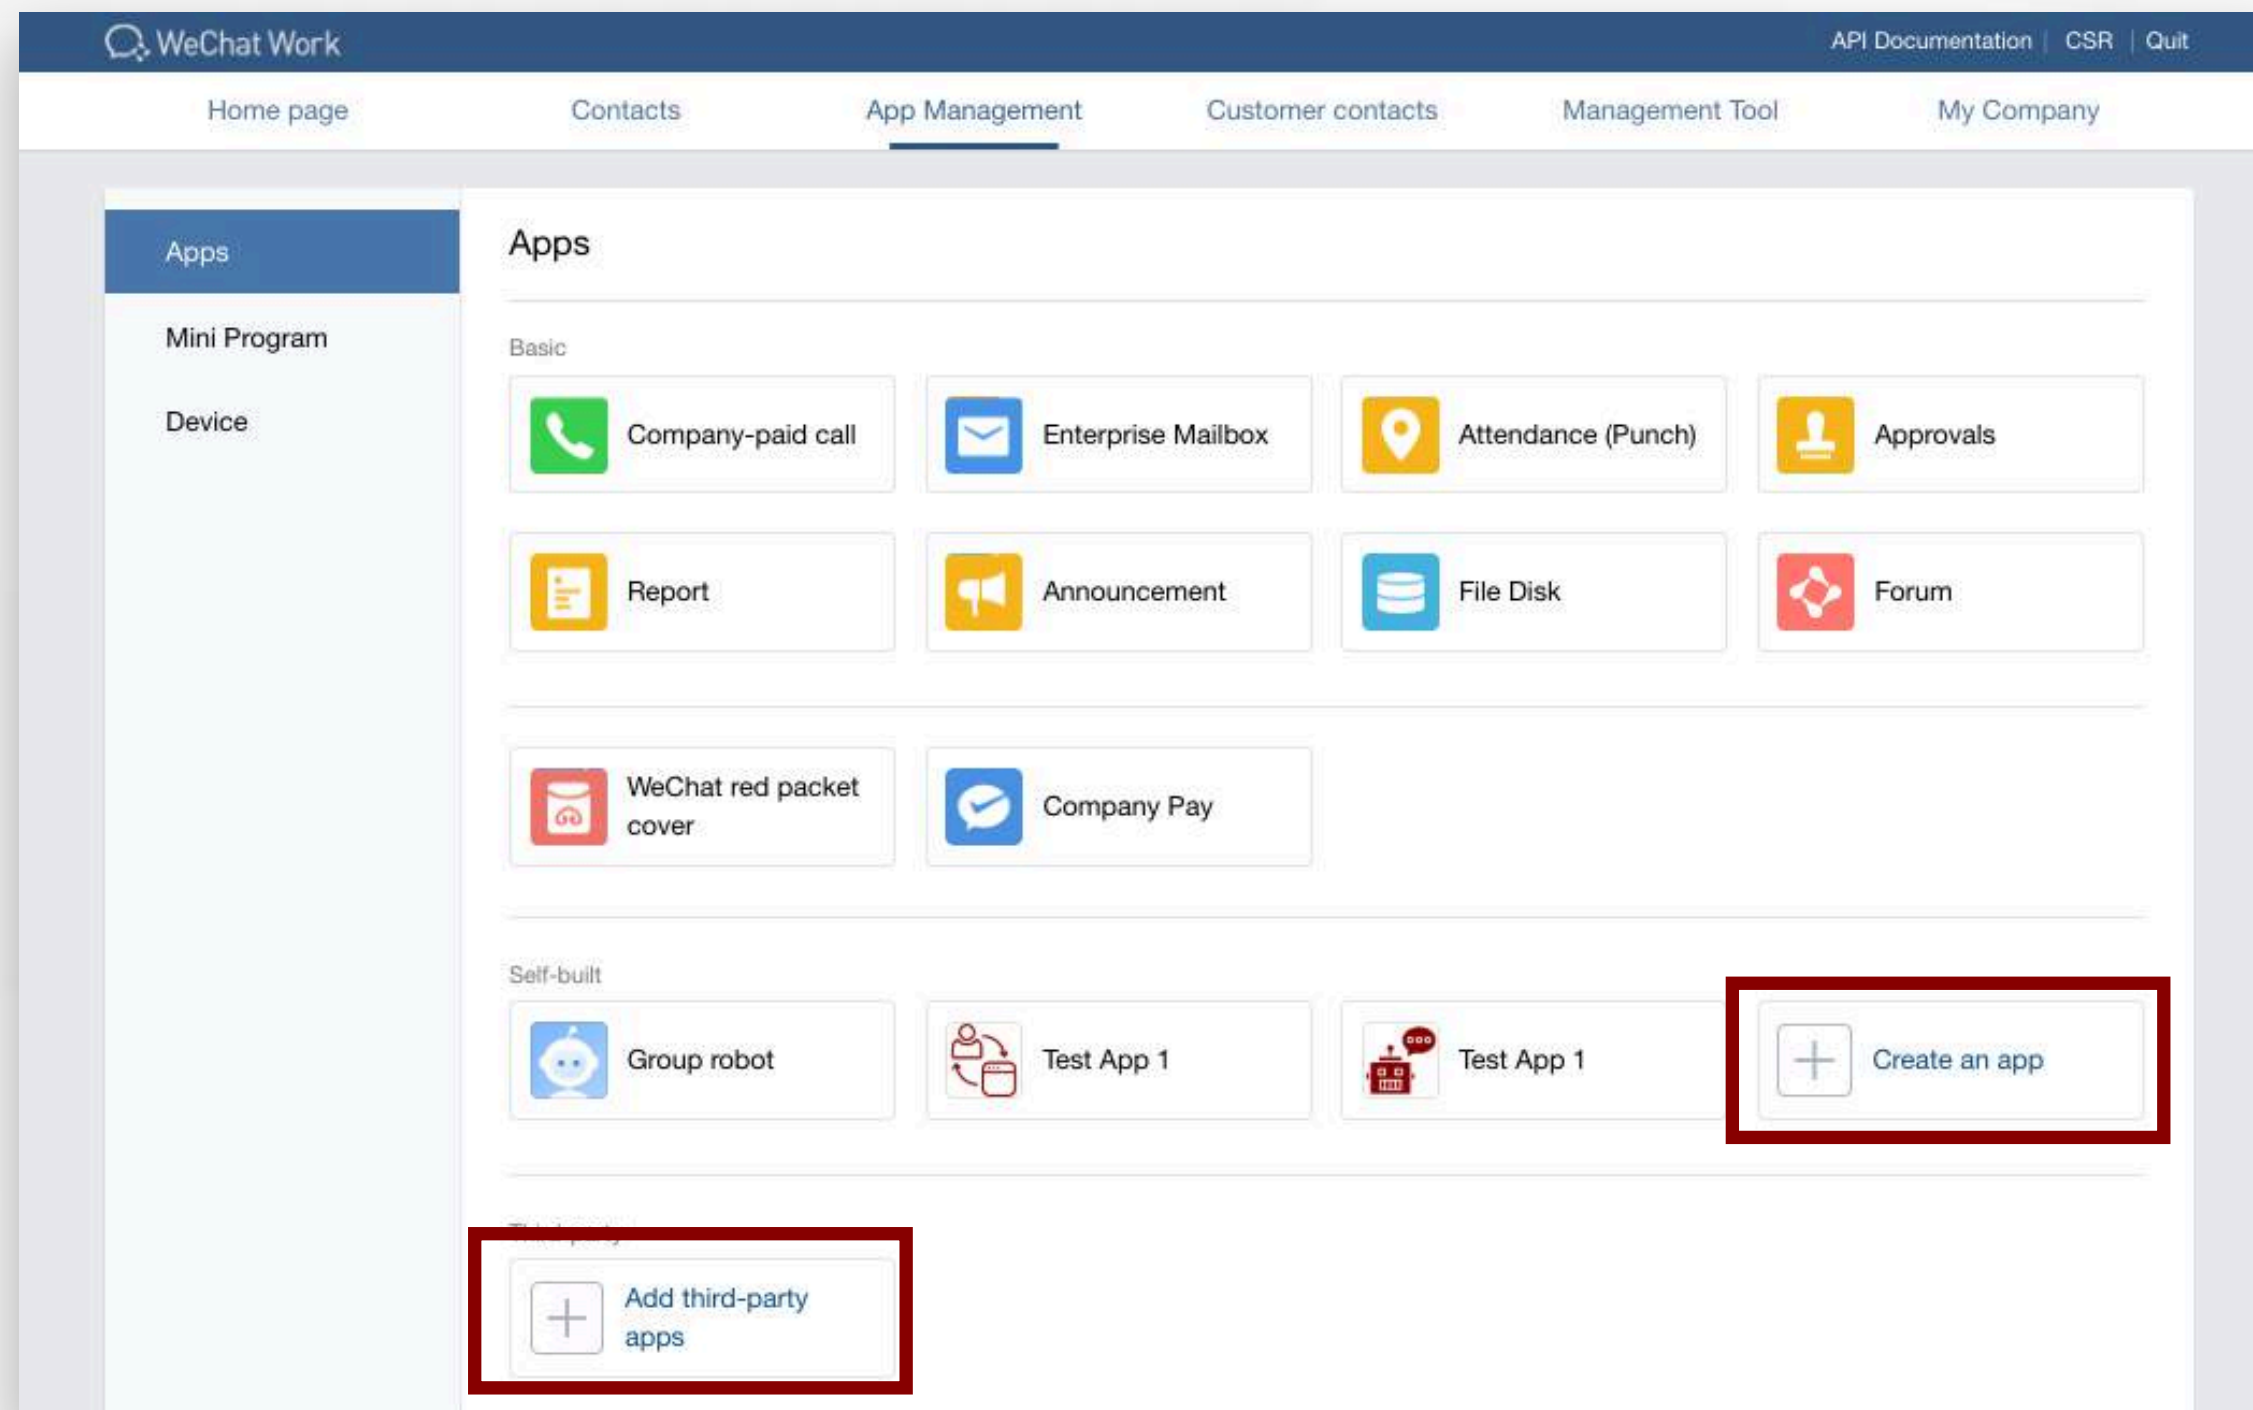 WeChat Work
API Documentation | CSR | Quit
Home page Contacts App Management Customer contacts Management Tool My Company
Apps
Mini Program
Device
Apps
Basic
Company-paid call Enterprise Mailbox Attendance (Punch) Approvals
Report Announcement File Disk Forum
WeChat red packet
cover
Company Pay
Self-built
Group robot Test App 1 Test App 1 Create an app
Add third-party
apps